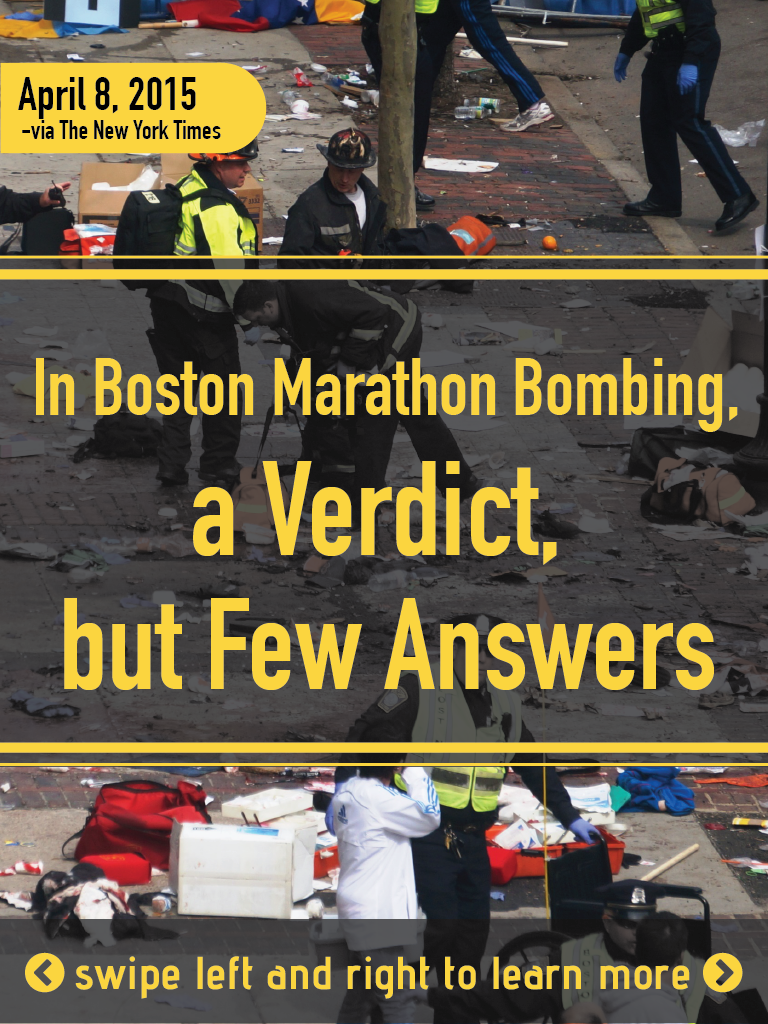 April 8, 2015
-via The New York Times
In Boston Marathon Bombing,
a Verdict,
but Few Answers
swipe left and right to learn more